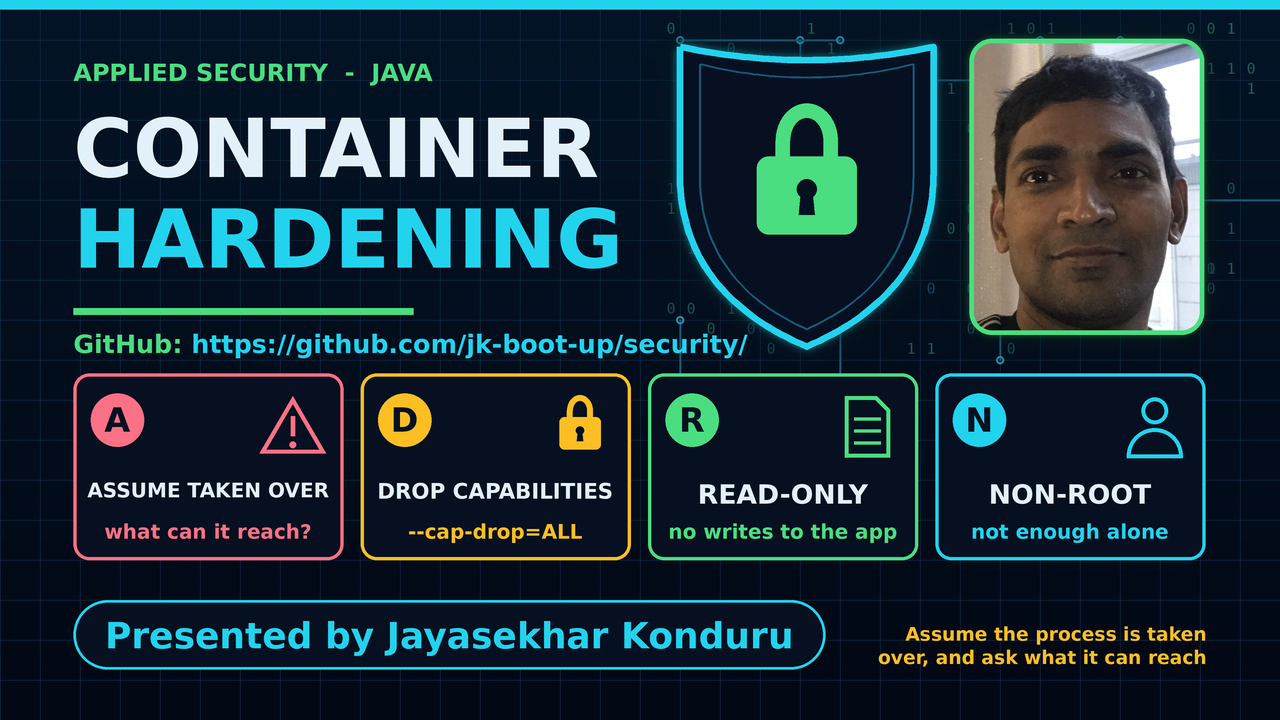 APPLIED SECURITY - JAVA
CONTAINER
HARDENING
GitHub: https://github.com/jk-boot-up/security/
A
ASSUME TAKEN OVER
what can it reach?
D
DROP CAPABILITIES
--cap-drop=ALL
R
READ-ONLY
no writes to the app
N
NON-ROOT
not enough alone
Presented by Jayasekhar Konduru
Assume the process is taken
over, and ask what it can reach